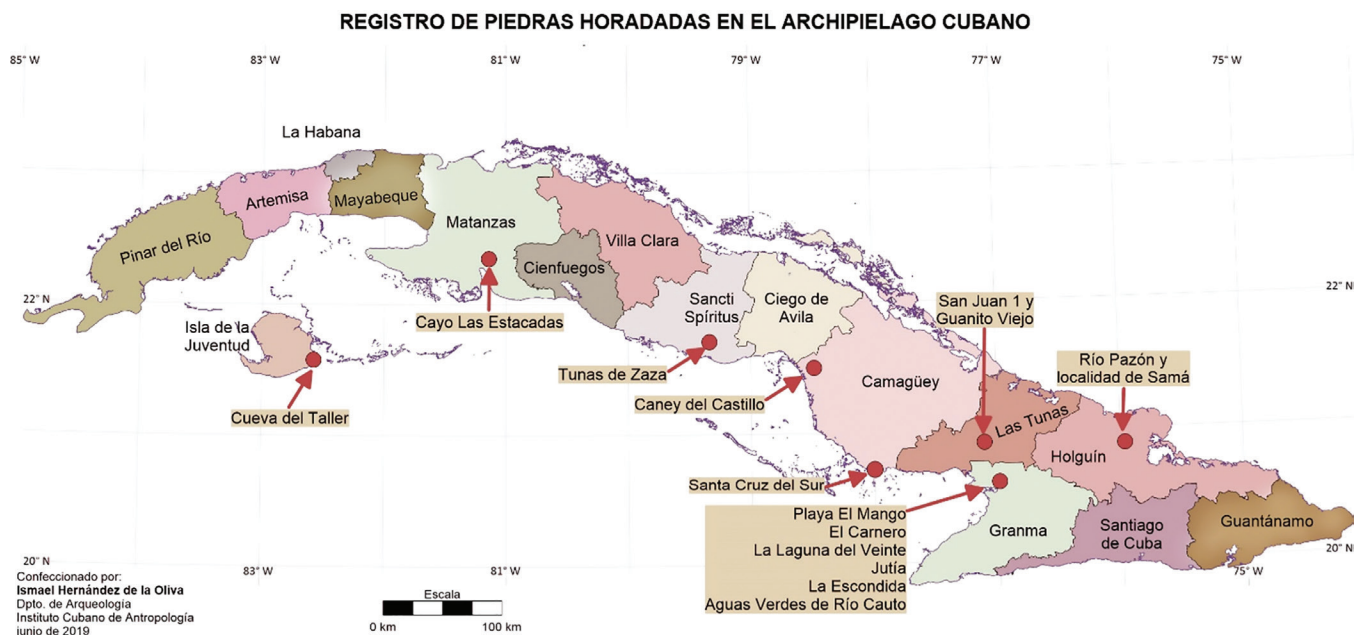 REGISTRO DE PIEDRAS HORADADAS EN EL ARCHIPIELAGO CUBANO
85° W
83° W
81° W
79° W
77° W
75° W
La Habana
Artemisa
Mayabeque
Matanzas
Pinar del Río
Villa Clara
Cienfuegos
22° N
Sancti
Spíritus
Ciego de
Avila
San Juan 1 y
Guanito Viejo
22° N
Isla de la
Juventud
Cayo Las Estacadas
Tunas de Zaza
Camagüey
Río Pazón y
localidad de Samá
Caney del Castillo
Cueva del Taller
Las Tunas
Holguín
Santa Cruz del Sur
Playa El Mango
El Carnero
La Laguna del Veinte
Jutía
La Escondida
Aguas Verdes de Río Cauto
Granma
Santiago
de Cuba
Guantánamo
20° N
83° W
81° W
75° W
20° N
Confeccionado por:
Ismael Hernández de la Oliva
Dpto. de Arqueología
Instituto Cubano de Antropología
junio de 2019
Escala
0 km
100 km